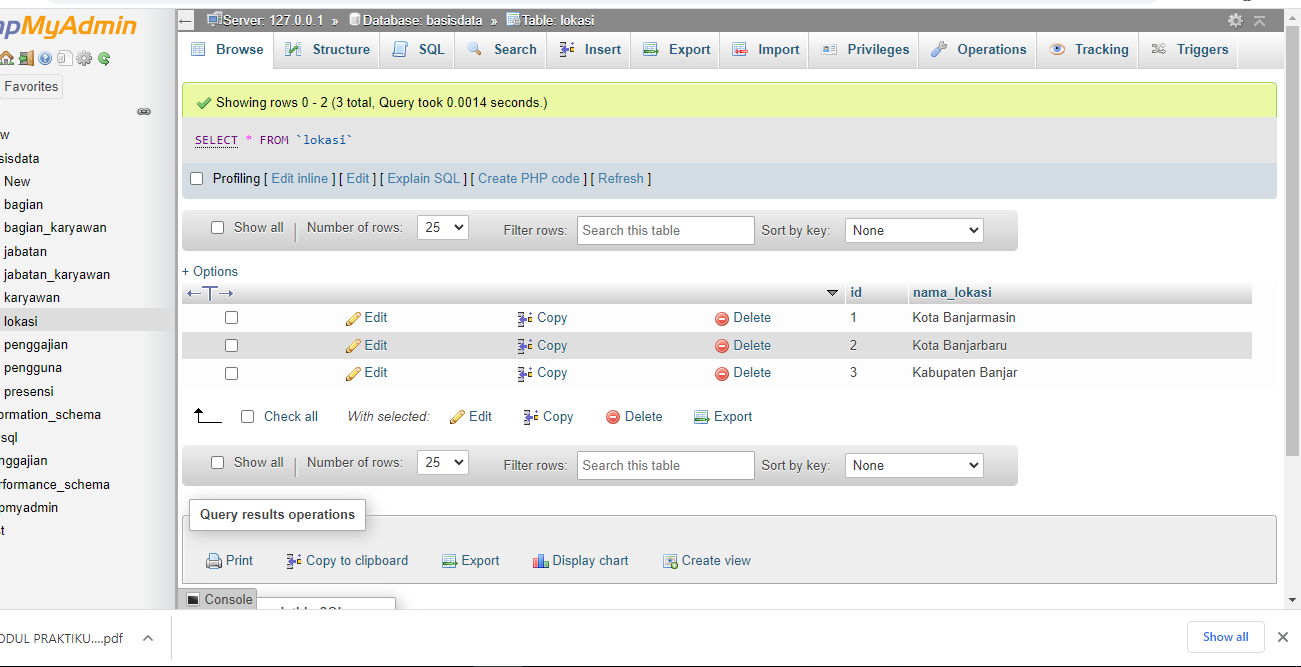 hpMyAdmin
Server: 127.0.0.1 » Database: basisdata » Table: lokasi
Browse Structure SQL Search Insert Export Import Privileges Operations Tracking Triggers
Favorites
w
sisdata
New
bagian
bagian_karyawan
jabatan
jabatan_karyawan
karyawan
lokasi
penggajian
pengguna
presensi
ormation_schema
sql
nggajian
rformance_schema
pmyadmin
t
Showing rows 0 - 2 (3 total, Query took 0.0014 seconds.)
SELECT * FROM `lokasi`
Profiling [ Edit inline ] [ Edit ] [ Explain SQL ] [ Create PHP code ] [ Refresh ]
Show all | Number of rows: 25 Filter rows: Search this table Sort by key: None
+ Options
←T→ id nama_lokasi
Edit Copy Delete 1 Kota Banjarmasin
Edit Copy Delete 2 Kota Banjarbaru
Edit Copy Delete 3 Kabupaten Banjar
Check all With selected: Edit Copy Delete Export
Show all | Number of rows: 25 Filter rows: Search this table Sort by key: None
Query results operations
Print Copy to clipboard Export Display chart Create view
Console
ODUL PRAKTIKU....pdf
Show all